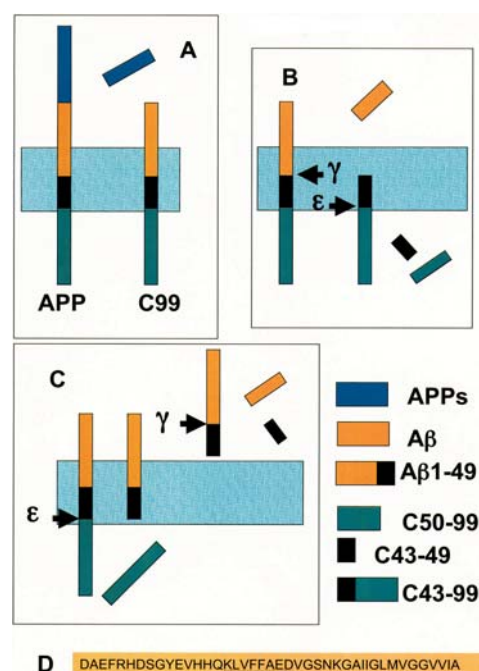 A
APP
C99
B
γ
ε
C
γ
ε
APPs
Aβ
Aβ1-49
C50-99
C43-49
C43-99
D DAEFRHDSGYEVHHQKLVFFAEDVGSNKGAIIGLMVGGVVIA